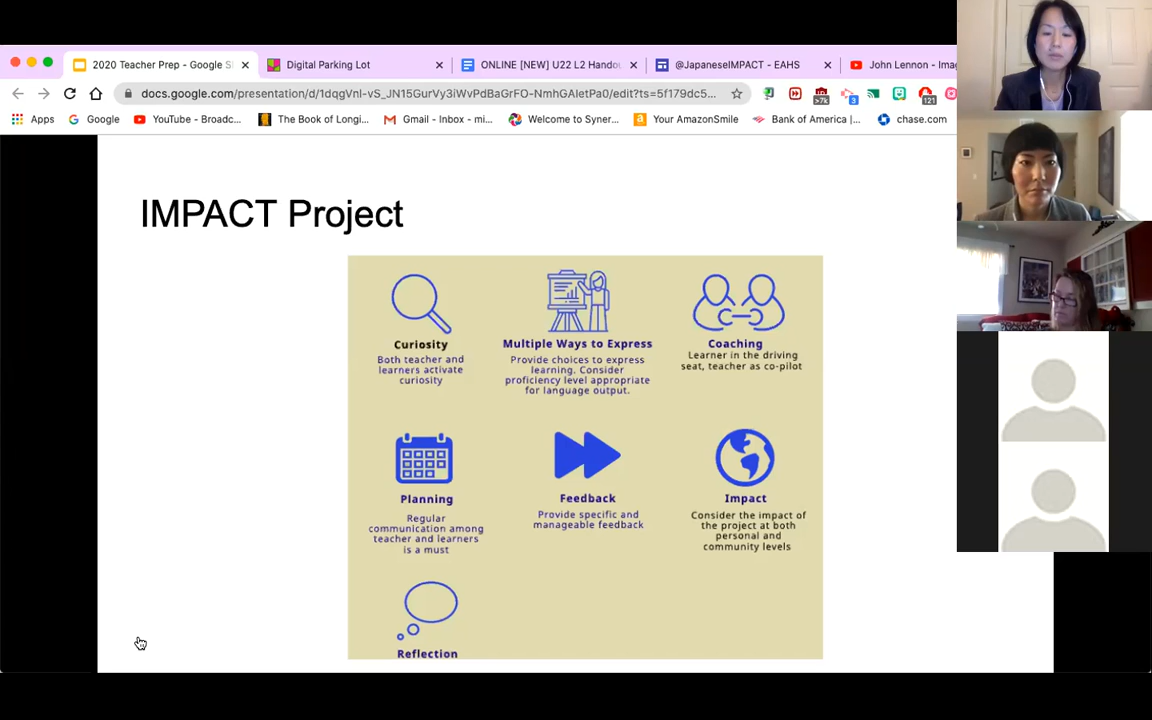 2020 Teacher Prep - Google S
Digital Parking Lot
ONLINE [NEW] U22 L2 Handou
@JapaneseIMPACT - EAHS
John Lennon - Imag
docs.google.com/presentation/d/1dqgVnl-vS_JN15GurVy3iWvPdBaGrFO-NmhGAletPa0/edit?ts=5f179dc5...
>7k
3
121
Apps
Google
YouTube - Broadc...
The Book of Longi...
Gmail - Inbox - mi...
Welcome to Syner...
Your AmazonSmile
Bank of America |...
chase.com
IMPACT Project
Curiosity
Both teacher and
learners activate
curiosity
Multiple Ways to Express
Provide choices to express
learning. Consider
proficiency level appropriate
for language output.
Coaching
Learner in the driving
seat, teacher as co-pilot
Planning
Regular
communication among
teacher and learners
is a must
Feedback
Provide specific and
manageable feedback
Impact
Consider the impact of
the project at both
personal and
community levels
Reflection